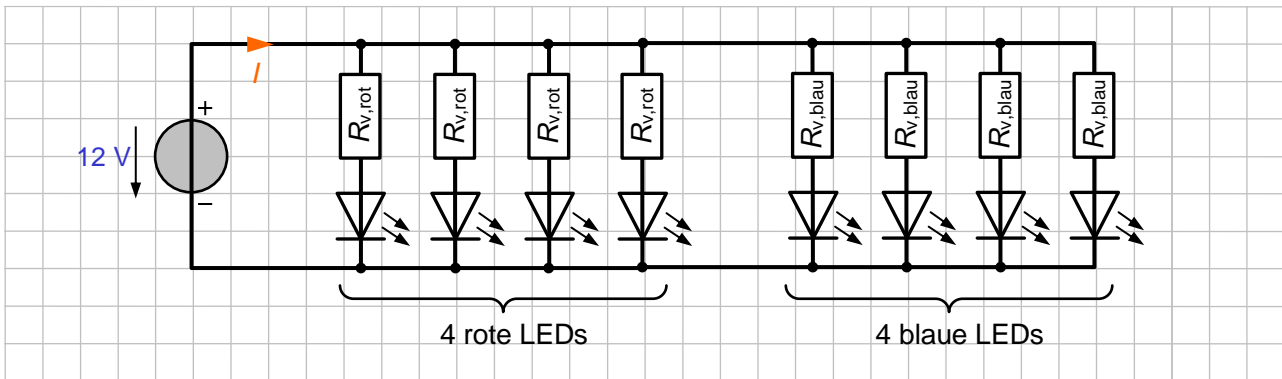 I
+
12 V
−
Rv,rot
Rv,rot
Rv,rot
Rv,rot
Rv,blau
Rv,blau
Rv,blau
Rv,blau
4 rote LEDs
4 blaue LEDs